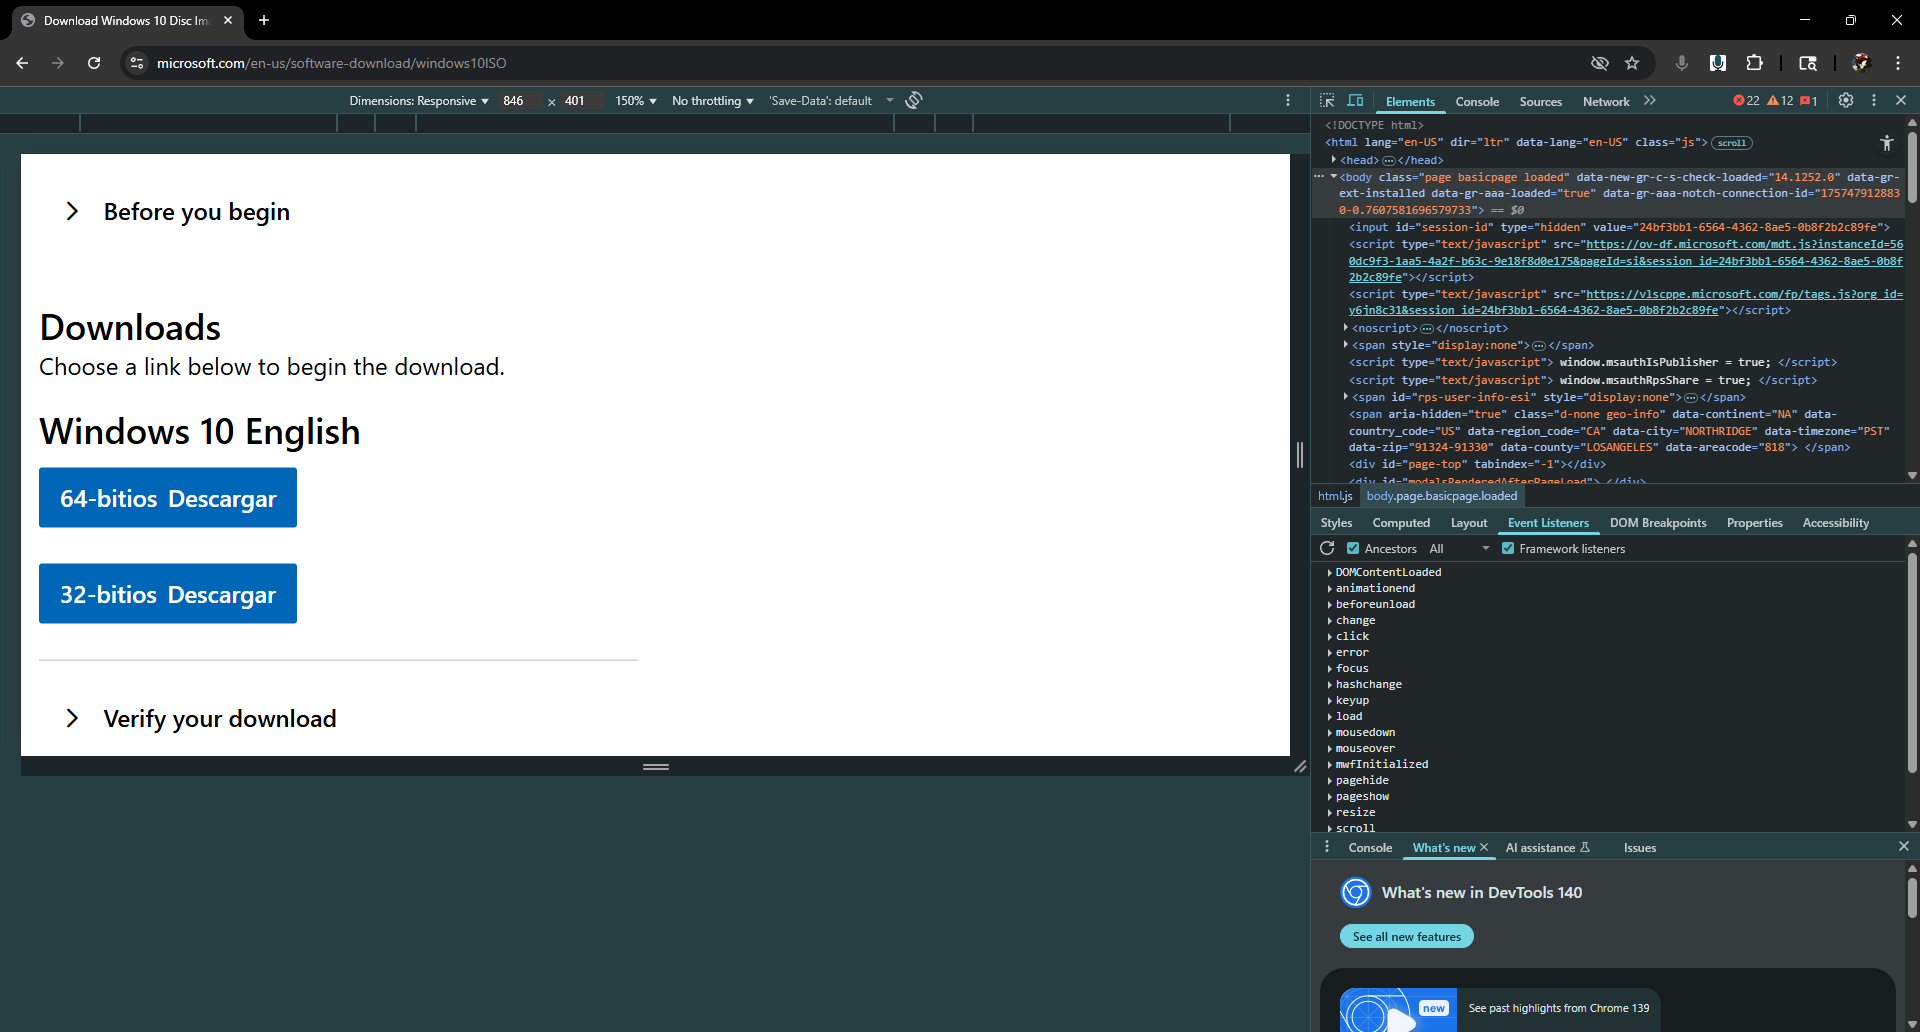 Download Windows 10 Disc Im
microsoft.com/en-us/software-download/windows10ISO
Dimensions: Responsive 846 x 401 150% No throttling 'Save-Data': default
Before you begin
Downloads
Choose a link below to begin the download.
Windows 10 English
64-bitios Descargar
32-bitios Descargar
Verify your download
Elements Console Sources Network 22 12 1
<!DOCTYPE html>
<html lang="en-US" dir="ltr" data-lang="en-US" class="js"> scroll
<head> </head>
<body class="page basicpage loaded" data-new-gr-c-s-check-loaded="14.1252.0" data-gr-
ext-installed data-gr-aaa-loaded="true" data-gr-aaa-notch-connection-id="175747912883
0-0.7607581696579733"> == $0
<input id="session-id" type="hidden" value="24bf3bb1-6564-4362-8ae5-0b8f2b2c89fe">
<script type="text/javascript" src="https://ov-df.microsoft.com/mdt.js?instanceId=56
0dc9f3-1aa5-4a2f-b63c-9e18f8d0e175&pageId=si&session_id=24bf3bb1-6564-4362-8ae5-0b8f
2b2c89fe"></script>
<script type="text/javascript" src="https://vlscppe.microsoft.com/fp/tags.js?org_id=
y6jn8c31&session_id=24bf3bb1-6564-4362-8ae5-0b8f2b2c89fe"></script>
<noscript> </noscript>
<span style="display:none"> </span>
<script type="text/javascript"> window.msauthIsPublisher = true; </script>
<script type="text/javascript"> window.msauthRpsShare = true; </script>
<span id="rps-user-info-esi" style="display:none"> </span>
<span aria-hidden="true" class="d-none geo-info" data-continent="NA" data-
country_code="US" data-region_code="CA" data-city="NORTHRIDGE" data-timezone="PST"
data-zip="91324-91330" data-county="LOSANGELES" data-areacode="818"> </span>
<div id="page-top" tabindex="-1"></div>
<div id="modalsRenderedAfterPageLoad"> </div>
html.js body.page.basicpage.loaded
Styles Computed Layout Event Listeners DOM Breakpoints Properties Accessibility
Ancestors All Framework listeners
DOMContentLoaded
animationend
beforeunload
change
click
error
focus
hashchange
keyup
load
mousedown
mouseover
mwfInitialized
pagehide
pageshow
resize
scroll
Console What's new AI assistance Issues
What's new in DevTools 140
See all new features
new See past highlights from Chrome 139